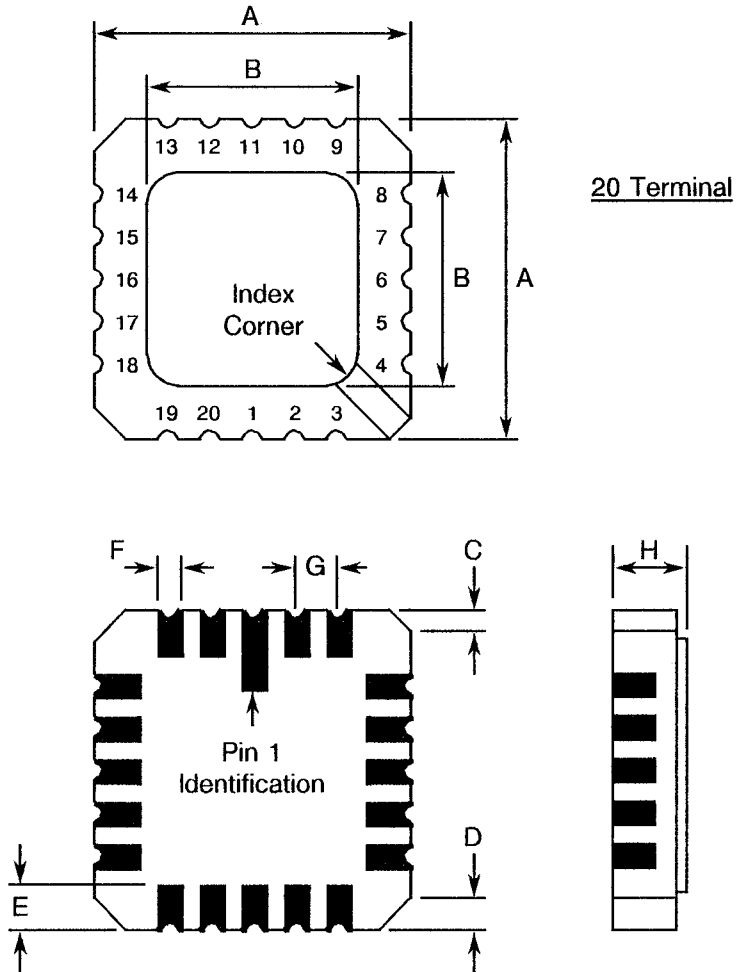 A
B
13 12 11 10 9
20 Terminal
14 8
15 7
16 6
17 5
18 4
B A
Index
Corner
19 20 1 2 3
F G C H
Pin 1
Identification
D
E